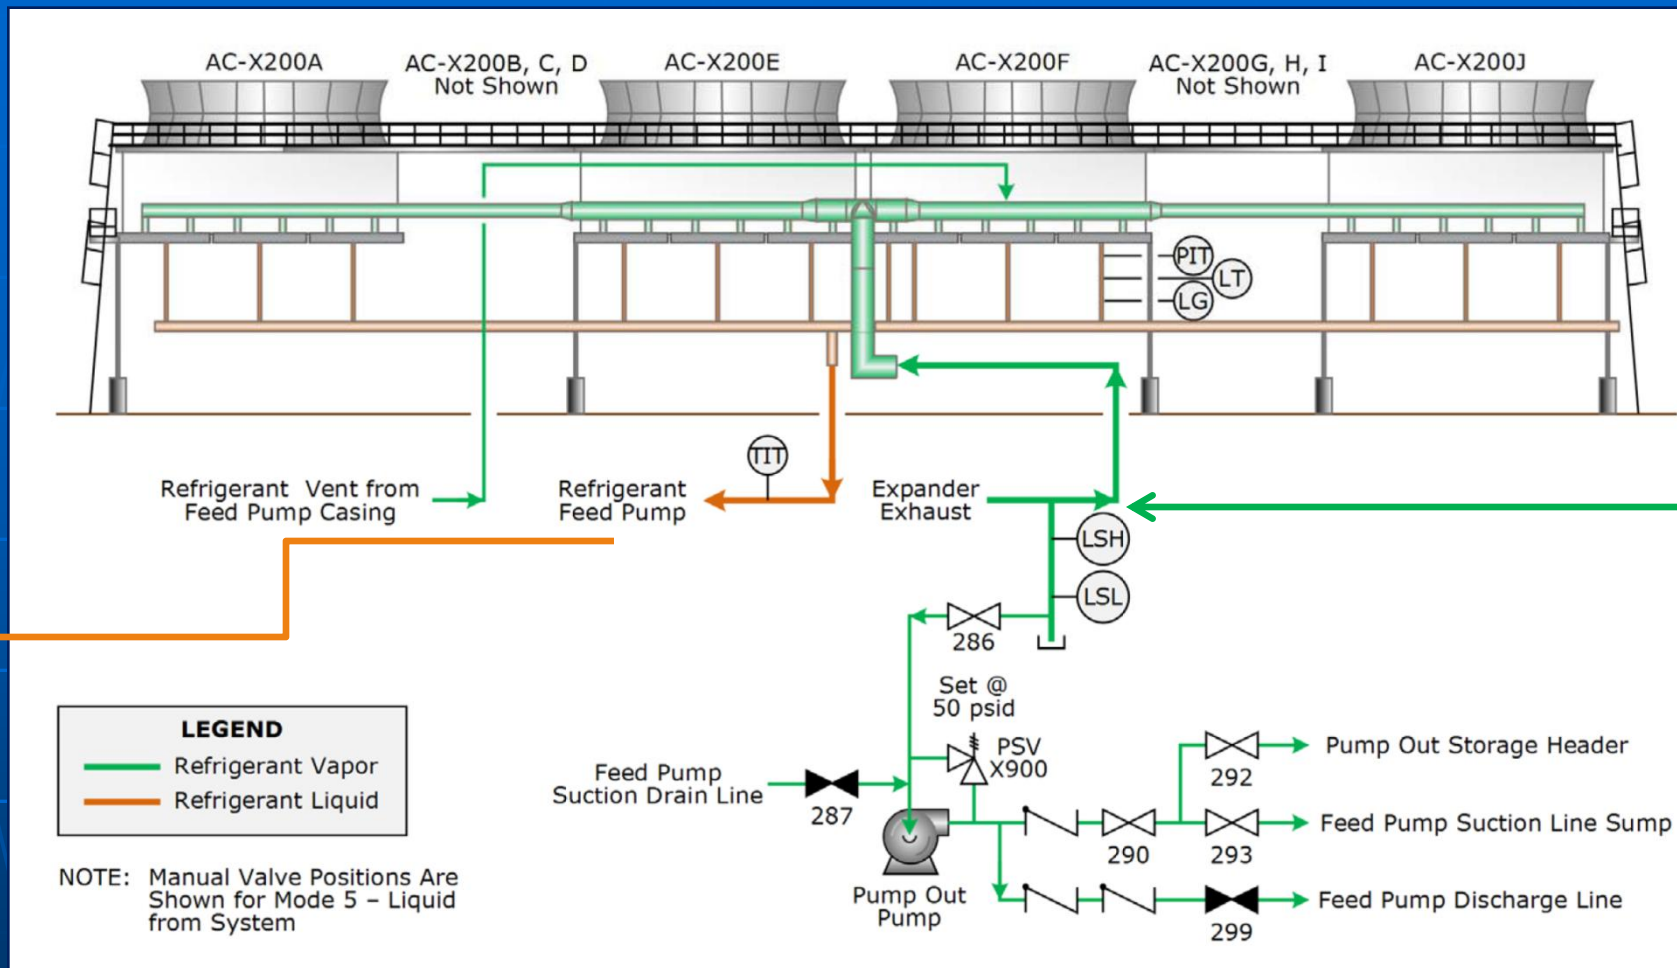 AC-X200A
AC-X200B, C, D
Not Shown
AC-X200E
AC-X200F
AC-X200G, H, I
Not Shown
AC-X200J
PIT
LT
LG
TIT
Refrigerant Vent from
Feed Pump Casing
Refrigerant
Feed Pump
Expander
Exhaust
LSH
LSL
286
Set @
50 psid
PSV
X900
LEGEND
Refrigerant Vapor
Refrigerant Liquid
Feed Pump
Suction Drain Line
287
292
Pump Out Storage Header
290
293
Feed Pump Suction Line Sump
NOTE: Manual Valve Positions Are
Shown for Mode 5 – Liquid
from System
Pump Out
Pump
299
Feed Pump Discharge Line